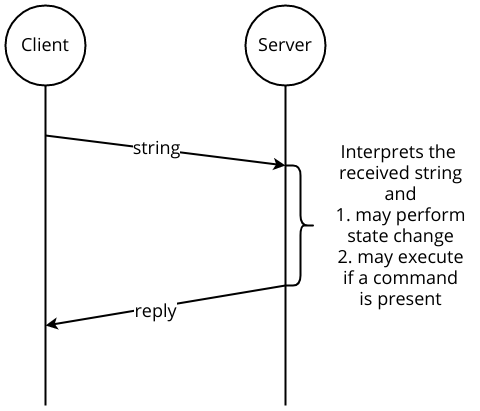 Client
Server
string
Interprets the
received string
and
1. may perform
state change
2. may execute
if a command
is present
reply